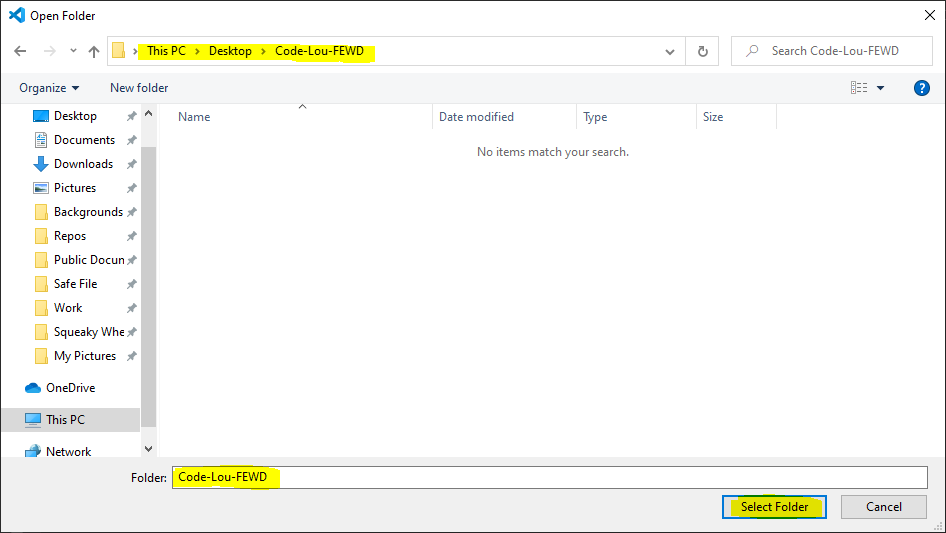 Open Folder
This PC > Desktop > Code-Lou-FEWD
Search Code-Lou-FEWD
Organize New folder
?
Name Date modified Type Size
No items match your search.
Desktop
Documents
Downloads
Pictures
Backgrounds
Repos
Public Docun
Safe File
Work
Squeaky Whe
My Pictures
OneDrive
This PC
Network
Folder: Code-Lou-FEWD
Select Folder Cancel